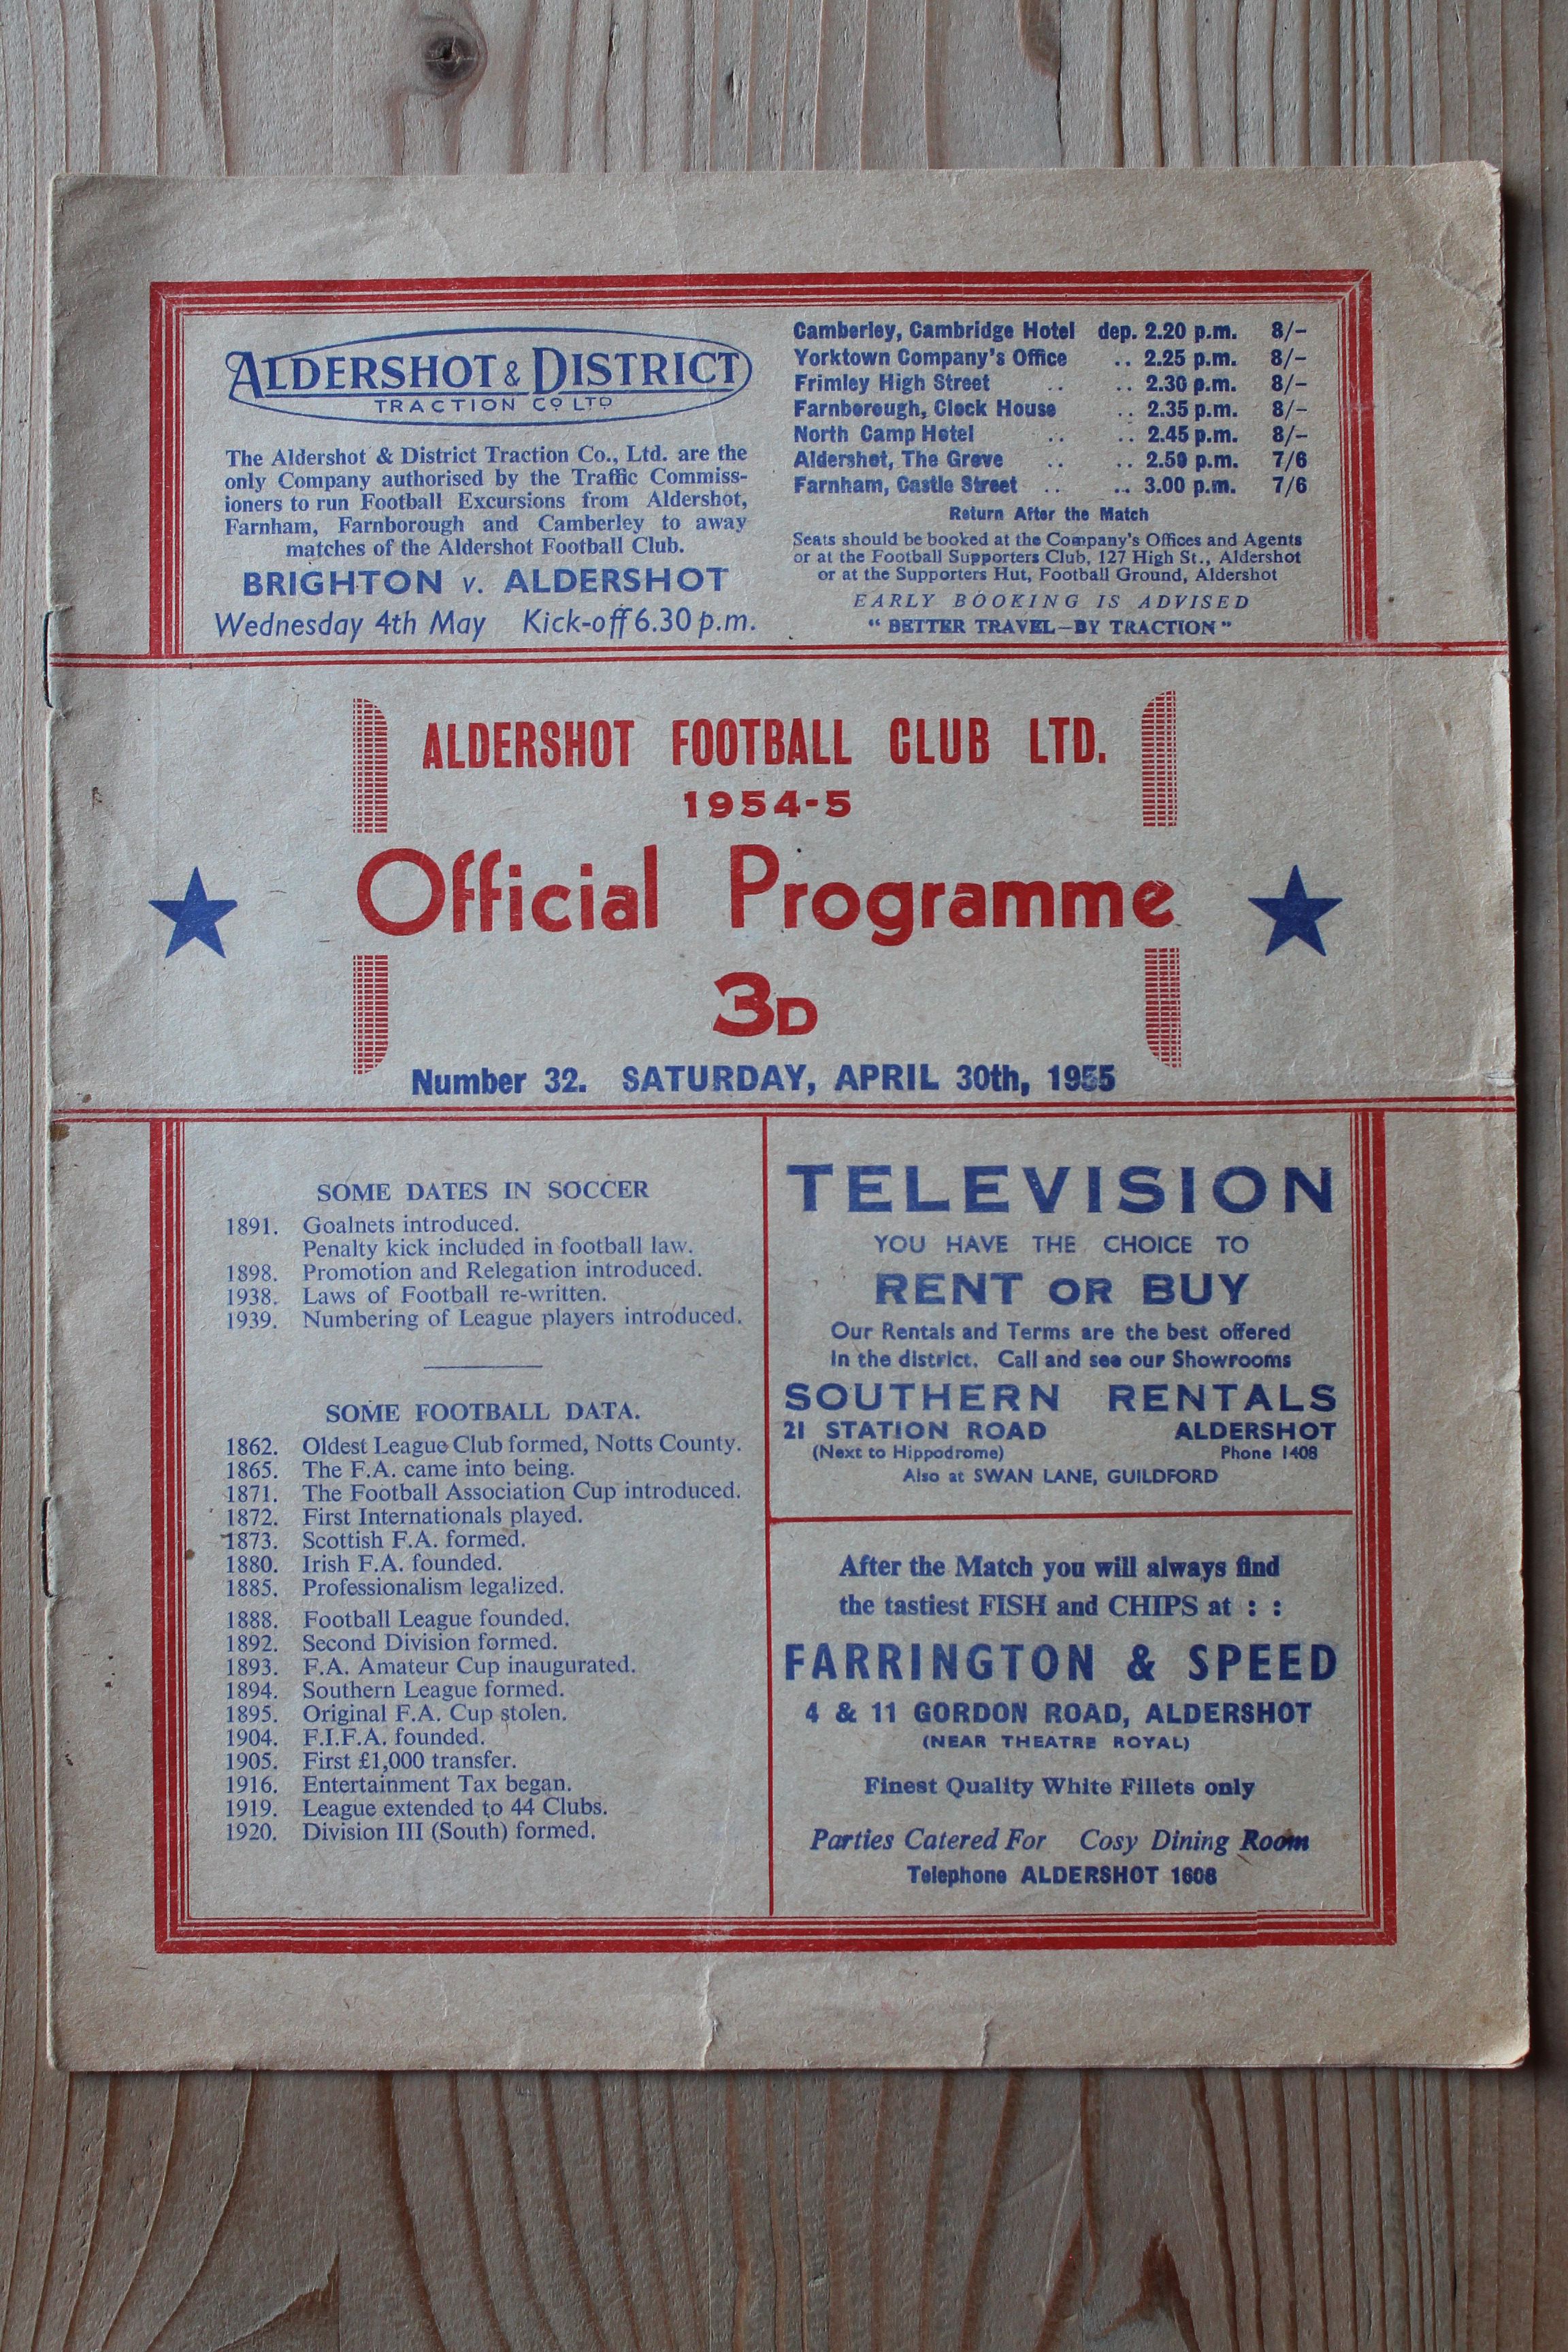 ALDERSHOT & DISTRICT
TRACTION CO LTD
The Aldershot & District Traction Co., Ltd. are the
only Company authorised by the Traffic Commiss-
ioners to run Football Excursions from Aldershot,
Farnham, Farnborough and Camberley to away
matches of the Aldershot Football Club.
BRIGHTON v. ALDERSHOT
Wednesday 4th May Kick-off 6.30 p.m.
Camberley, Cambridge Hotel dep. 2.20 p.m. 8/-
Yorktown Company's Office .. 2.25 p.m. 8/-
Frimley High Street .. .. 2.30 p.m. 8/-
Farnborough, Clock House .. 2.35 p.m. 8/-
North Camp Hotel .. .. 2.45 p.m. 8/-
Aldershot, The Grove .. .. 2.50 p.m. 7/6
Farnham, Castle Street .. .. 3.00 p.m. 7/6
Return After the Match
Seats should be booked at the Company's Offices and Agents
or at the Football Supporters Club, 127 High St., Aldershot
or at the Supporters Hut, Football Ground, Aldershot
EARLY BOOKING IS ADVISED
"BETTER TRAVEL—BY TRACTION"
ALDERSHOT FOOTBALL CLUB LTD.
1954-5
Official Programme
3D
Number 32. SATURDAY, APRIL 30th, 1955
SOME DATES IN SOCCER
1891. Goalnets introduced.
Penalty kick included in football law.
1898. Promotion and Relegation introduced.
1938. Laws of Football re-written.
1939. Numbering of League players introduced.
SOME FOOTBALL DATA.
1862. Oldest League Club formed, Notts County.
1865. The F.A. came into being.
1871. The Football Association Cup introduced.
1872. First Internationals played.
1873. Scottish F.A. formed.
1880. Irish F.A. founded.
1885. Professionalism legalized.
1888. Football League founded.
1892. Second Division formed.
1893. F.A. Amateur Cup inaugurated.
1894. Southern League formed.
1895. Original F.A. Cup stolen.
1904. F.I.F.A. founded.
1905. First £1,000 transfer.
1916. Entertainment Tax began.
1919. League extended to 44 Clubs.
1920. Division III (South) formed.
TELEVISION
YOU HAVE THE CHOICE TO
RENT OR BUY
Our Rentals and Terms are the best offered
in the district. Call and see our Showrooms
SOUTHERN RENTALS
21 STATION ROAD ALDERSHOT
(Next to Hippodrome) Phone 1408
Also at SWAN LANE, GUILDFORD
After the Match you will always find
the tastiest FISH and CHIPS at : :
FARRINGTON & SPEED
4 & 11 GORDON ROAD, ALDERSHOT
(NEAR THEATRE ROYAL)
Finest Quality White Fillets only
Parties Catered For Cosy Dining Room
Telephone ALDERSHOT 1608